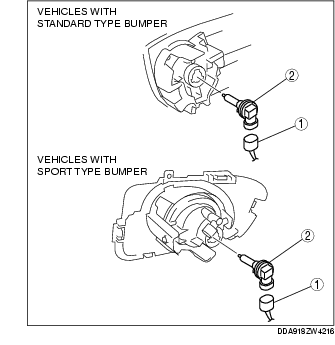 VEHICLES WITH
STANDARD TYPE BUMPER
2
1
VEHICLES WITH
SPORT TYPE BUMPER
2
1
DDA918ZW4216